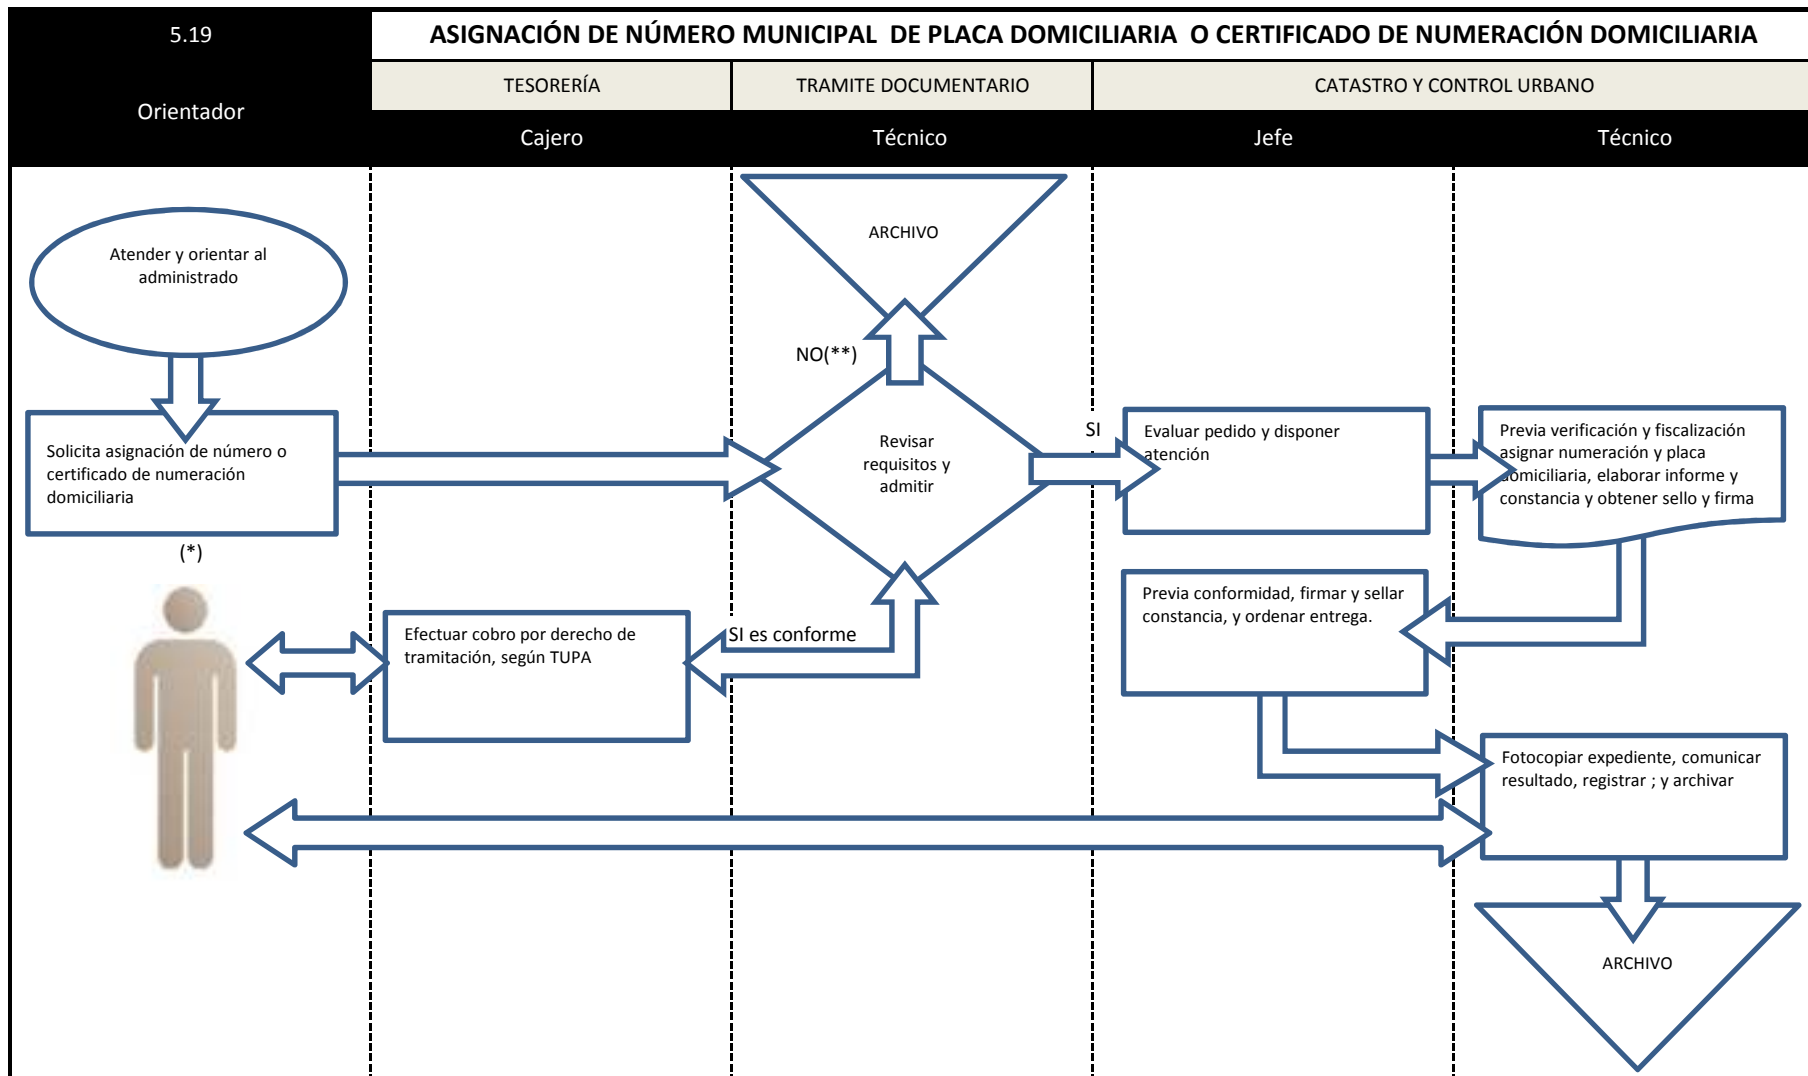 5.19
Orientador
ASIGNACIÓN DE NÚMERO MUNICIPAL DE PLACA DOMICILIARIA O CERTIFICADO DE NUMERACIÓN DOMICILIARIA
TESORERÍA
TRAMITE DOCUMENTARIO
CATASTRO Y CONTROL URBANO
Cajero
Técnico
Jefe
Técnico
Atender y orientar al
administrado
ARCHIVO
NO(**)
Solicita asignación de número o
certificado de numeración
domiciliaria
(*)
Revisar
requisitos y
admitir
SI
Evaluar pedido y disponer
atención
Previa verificación y fiscalización
asignar numeración y placa
domiciliaria, elaborar informe y
constancia y obtener sello y firma
Efectuar cobro por derecho de
tramitación, según TUPA
SI es conforme
Previa conformidad, firmar y sellar
constancia, y ordenar entrega.
Fotocopiar expediente, comunicar
resultado, registrar ; y archivar
ARCHIVO